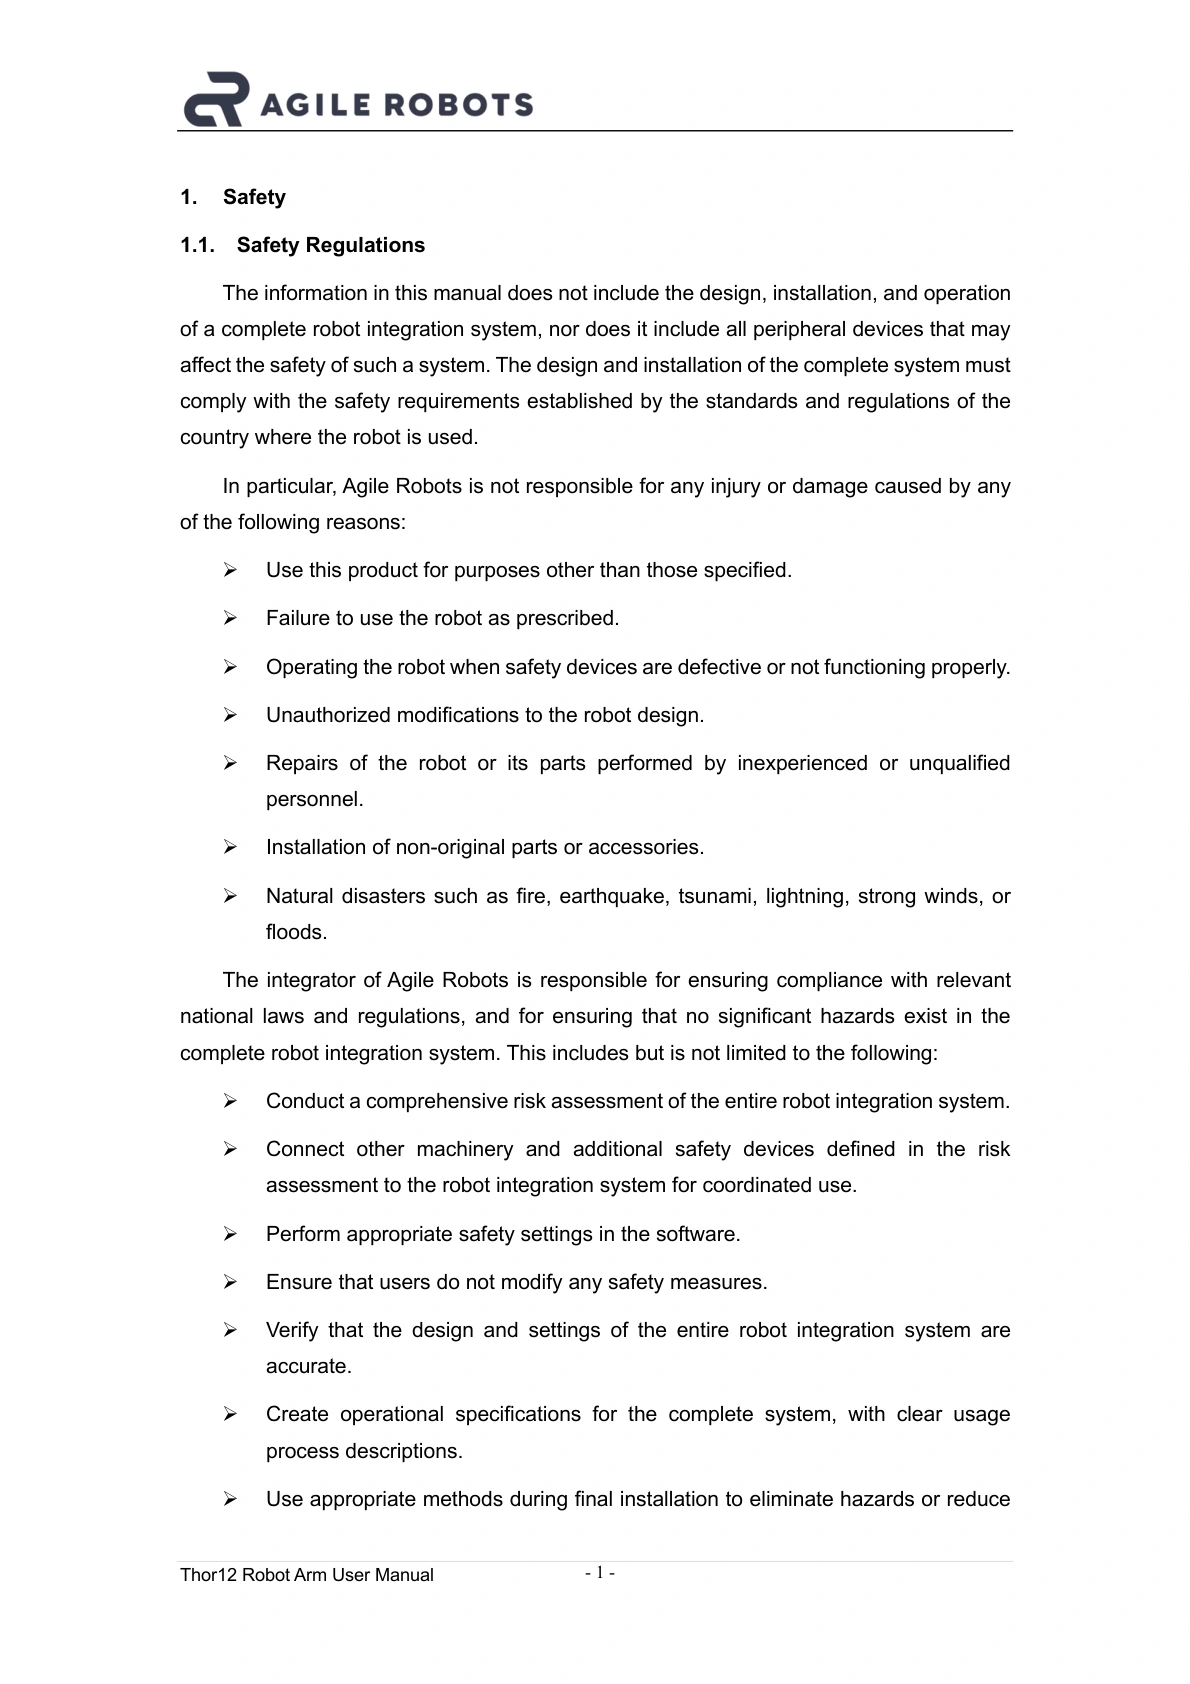 AGILE ROBOTS
1. Safety
1.1. Safety Regulations
The information in this manual does not include the design, installation, and operation
of a complete robot integration system, nor does it include all peripheral devices that may
affect the safety of such a system. The design and installation of the complete system must
comply with the safety requirements established by the standards and regulations of the
country where the robot is used.
In particular, Agile Robots is not responsible for any injury or damage caused by any
of the following reasons:
➢ Use this product for purposes other than those specified.
➢ Failure to use the robot as prescribed.
➢ Operating the robot when safety devices are defective or not functioning properly.
➢ Unauthorized modifications to the robot design.
➢ Repairs of the robot or its parts performed by inexperienced or unqualified
personnel.
➢ Installation of non-original parts or accessories.
➢ Natural disasters such as fire, earthquake, tsunami, lightning, strong winds, or
floods.
The integrator of Agile Robots is responsible for ensuring compliance with relevant
national laws and regulations, and for ensuring that no significant hazards exist in the
complete robot integration system. This includes but is not limited to the following:
➢ Conduct a comprehensive risk assessment of the entire robot integration system.
➢ Connect other machinery and additional safety devices defined in the risk
assessment to the robot integration system for coordinated use.
➢ Perform appropriate safety settings in the software.
➢ Ensure that users do not modify any safety measures.
➢ Verify that the design and settings of the entire robot integration system are
accurate.
➢ Create operational specifications for the complete system, with clear usage
process descriptions.
➢ Use appropriate methods during final installation to eliminate hazards or reduce
Thor12 Robot Arm User Manual - 1 -